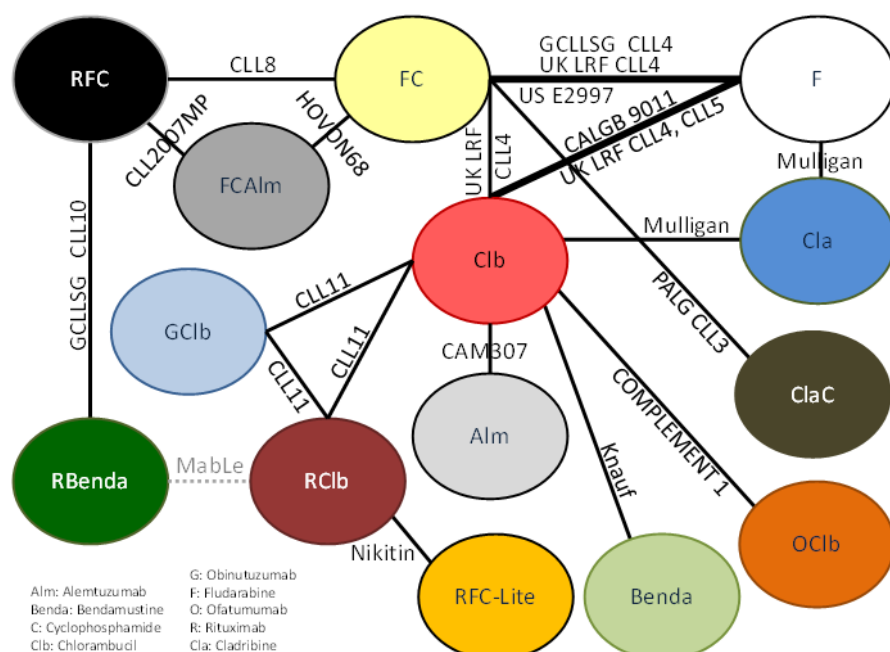 GCLLSG CLL4
UK LRF CLL4
RFC
CLL8
FC
F
US E2997
CLL2007MP
HOVON68
CALGB 9011
UK LRF CLL4, CLL5
UK LRF
CLL4
Mulligan
FCAlm
Mulligan
Clb
Cla
GCLLSG CLL10
CLL11
PALG CLL3
GClb
CLL11
CLL11
CAM307
COMPLEMENT 1
ClaC
Alm
Knauf
MabLe
RBenda
RClb
OClb
Nikitin
RFC-Lite
Benda
Alm: Alemtuzumab
Benda: Bendamustine
C: Cyclophosphamide
Clb: Chlorambucil
G: Obinutuzumab
F: Fludarabine
O: Ofatumumab
R: Rituximab
Cla: Cladribine